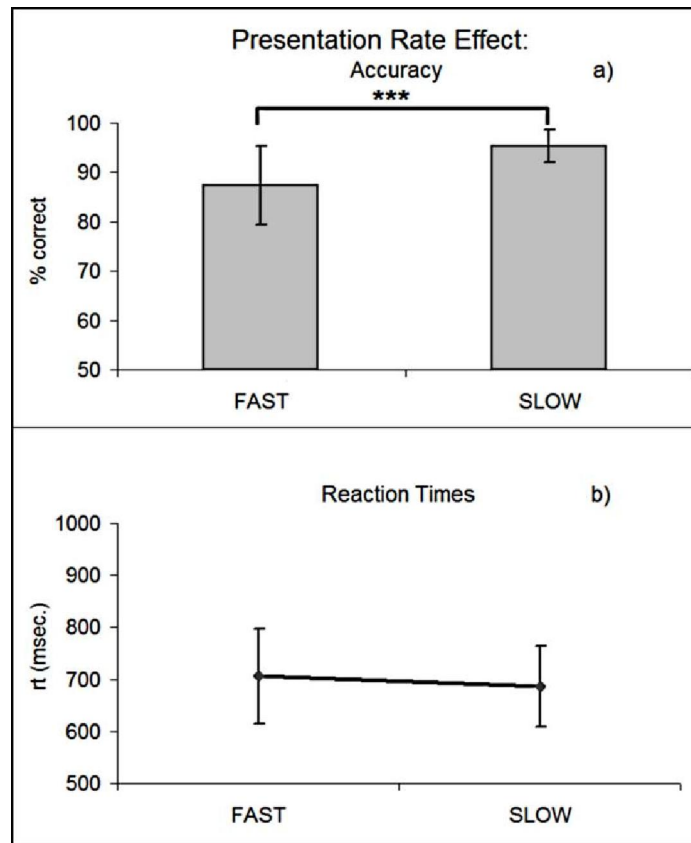 Presentation Rate Effect:
Accuracy a)
***
100
90
80
70
60
50
% correct
FAST SLOW
Reaction Times b)
1000
900
800
700
600
500
rt (msec.)
FAST SLOW